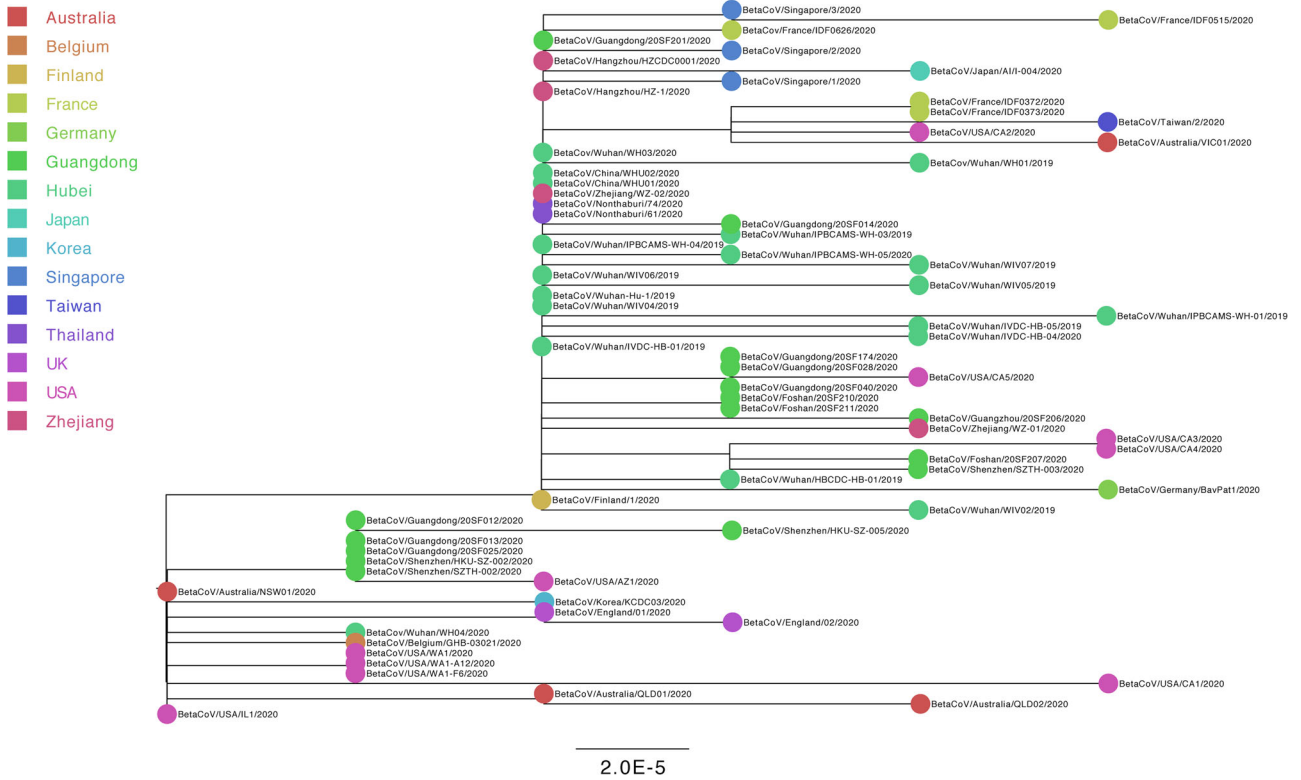 Australia
Belgium
Finland
France
Germany
Guangdong
Hubei
Japan
Korea
Singapore
Taiwan
Thailand
UK
USA
Zhejiang
BetaCoV/Singapore/3/2020
BetaCoV/France/IDF0515/2020
BetaCov/France/IDF0626/2020
BetaCoV/Guangdong/20SF201/2020
BetaCoV/Singapore/2/2020
BetaCoV/Hangzhou/HZCDC0001/2020
BetaCoV/Japan/AI/I-004/2020
BetaCoV/Singapore/1/2020
BetaCoV/Hangzhou/HZ-1/2020
BetaCoV/France/IDF0372/2020
BetaCoV/France/IDF0373/2020
BetaCoV/Taiwan/2/2020
BetaCoV/USA/CA2/2020
BetaCoV/Australia/VIC01/2020
BetaCov/Wuhan/WH03/2020
BetaCov/Wuhan/WH01/2019
BetaCoV/China/WHU02/2020
BetaCoV/China/WHU01/2020
BetaCoV/Zhejiang/WZ-02/2020
BetaCoV/Nonthaburi/74/2020
BetaCoV/Nonthaburi/61/2020
BetaCoV/Guangdong/20SF014/2020
BetaCoV/Wuhan/IPBCAMS-WH-03/2019
BetaCoV/Wuhan/IPBCAMS-WH-04/2019
BetaCoV/Wuhan/IPBCAMS-WH-05/2020
BetaCoV/Wuhan/WIV07/2019
BetaCoV/Wuhan/WIV06/2019
BetaCoV/Wuhan/WIV05/2019
BetaCoV/Wuhan-Hu-1/2019
BetaCoV/Wuhan/WIV04/2019
BetaCoV/Wuhan/IPBCAMS-WH-01/2019
BetaCoV/Wuhan/IVDC-HB-05/2019
BetaCoV/Wuhan/IVDC-HB-04/2020
BetaCoV/Wuhan/IVDC-HB-01/2019
BetaCoV/Guangdong/20SF174/2020
BetaCoV/Guangdong/20SF028/2020
BetaCoV/USA/CA5/2020
BetaCoV/Guangdong/20SF040/2020
BetaCoV/Foshan/20SF210/2020
BetaCoV/Foshan/20SF211/2020
BetaCoV/Guangzhou/20SF206/2020
BetaCoV/Zhejiang/WZ-01/2020
BetaCoV/USA/CA3/2020
BetaCoV/USA/CA4/2020
BetaCoV/Foshan/20SF207/2020
BetaCoV/Shenzhen/SZTH-003/2020
BetaCoV/Wuhan/HBCDC-HB-01/2019
BetaCoV/Germany/BavPat1/2020
BetaCoV/Finland/1/2020
BetaCoV/Wuhan/WIV02/2019
BetaCoV/Guangdong/20SF012/2020
BetaCoV/Shenzhen/HKU-SZ-005/2020
BetaCoV/Guangdong/20SF013/2020
BetaCoV/Guangdong/20SF025/2020
BetaCoV/Shenzhen/HKU-SZ-002/2020
BetaCoV/Shenzhen/SZTH-002/2020
BetaCoV/USA/AZ1/2020
BetaCoV/Australia/NSW01/2020
BetaCoV/Korea/KCDC03/2020
BetaCoV/England/01/2020
BetaCoV/England/02/2020
BetaCov/Wuhan/WH04/2020
BetaCoV/Belgium/GHB-03021/2020
BetaCoV/USA/WA1/2020
BetaCoV/USA/WA1-A12/2020
BetaCoV/USA/WA1-F6/2020
BetaCoV/USA/CA1/2020
BetaCoV/Australia/QLD01/2020
BetaCoV/Australia/QLD02/2020
BetaCoV/USA/IL1/2020
2.0E-5